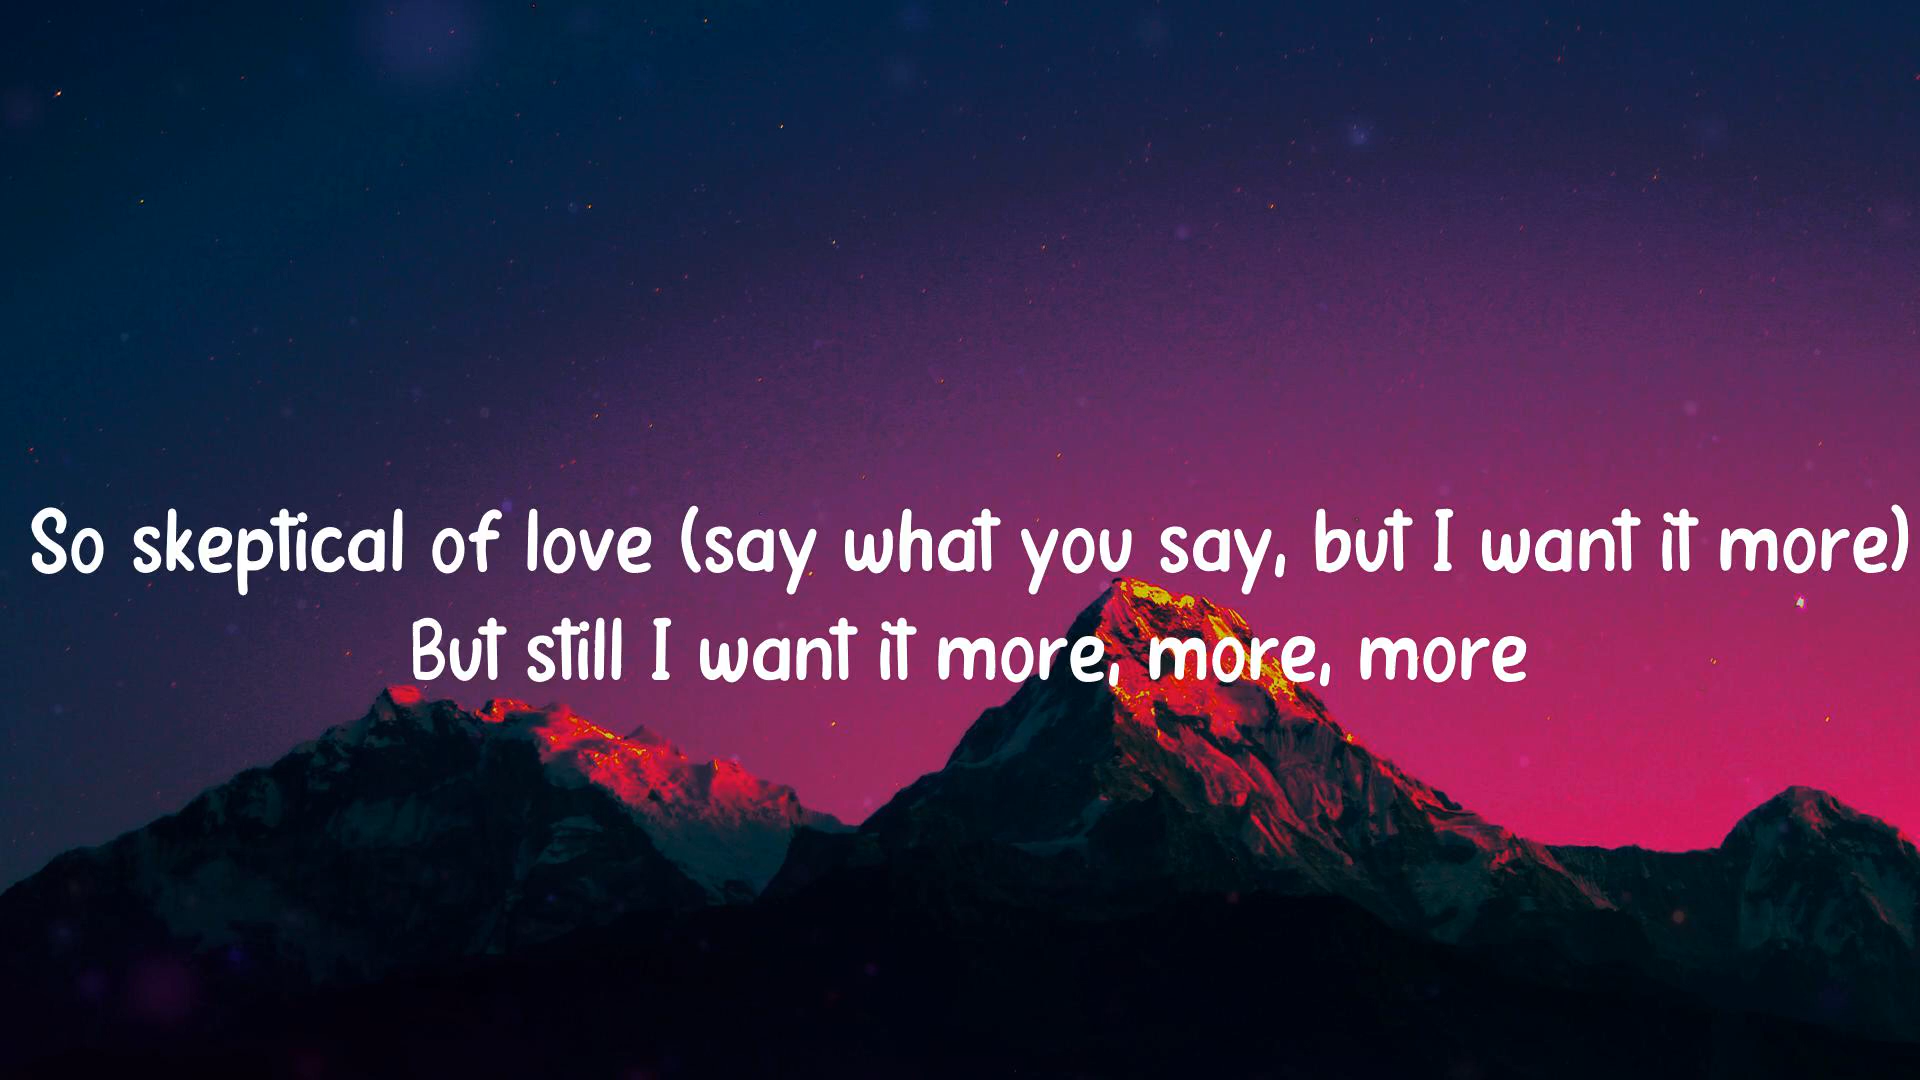 So skeptical of love (say what you say, but I want it more)
But still I want it more, more, more